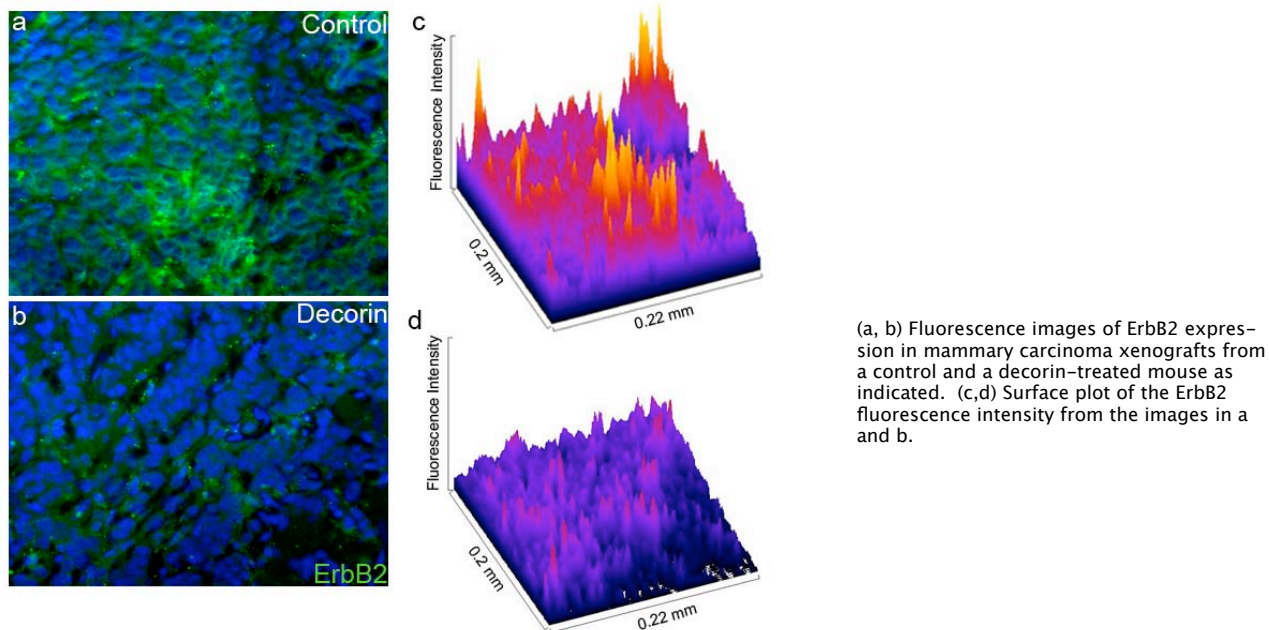 a
Control
b
Decorin
ErbB2
c
Fluorescence Intensity
0.2 mm
0.22 mm
d
Fluorescence Intensity
0.2 mm
0.22 mm
(a, b) Fluorescence images of ErbB2 expres-
sion in mammary carcinoma xenografts from
a control and a decorin-treated mouse as
indicated.  (c,d) Surface plot of the ErbB2
fluorescence intensity from the images in a
and b.